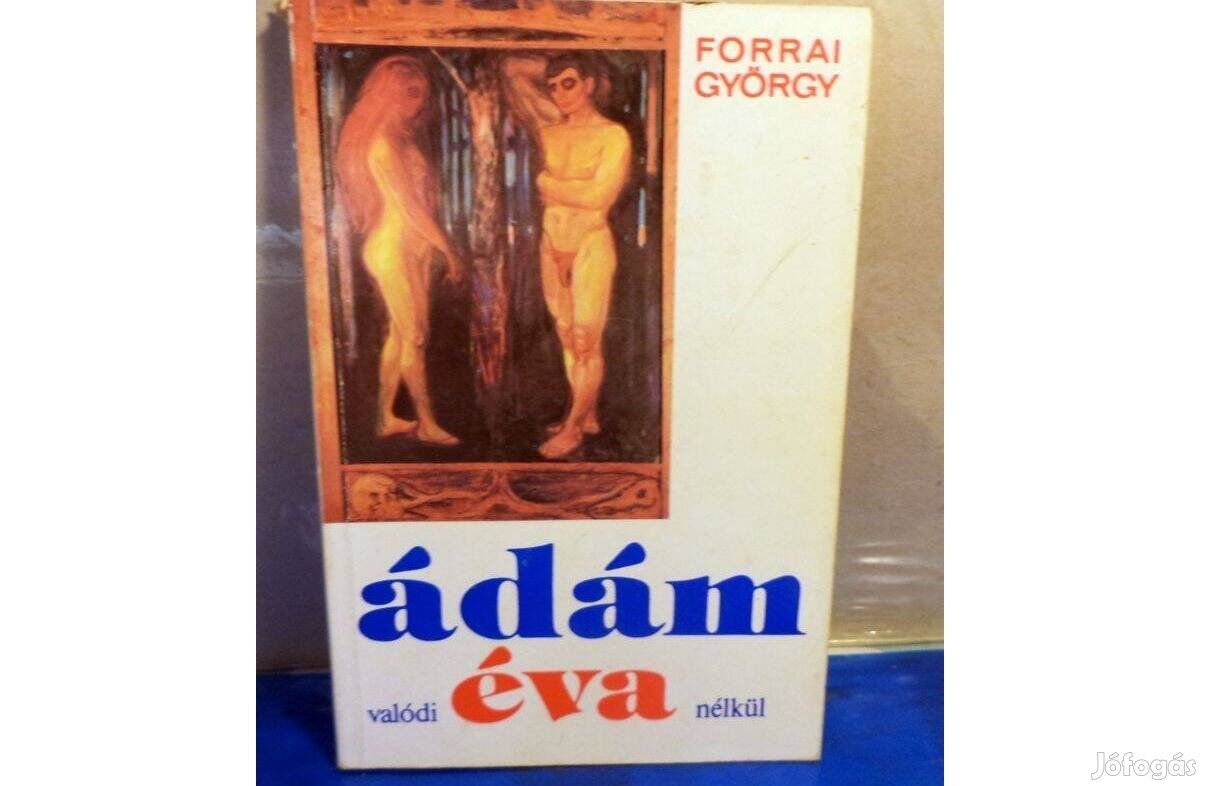 FORRAI
GYÖRGY
ádám
valódi éva nélkül
Jófogás